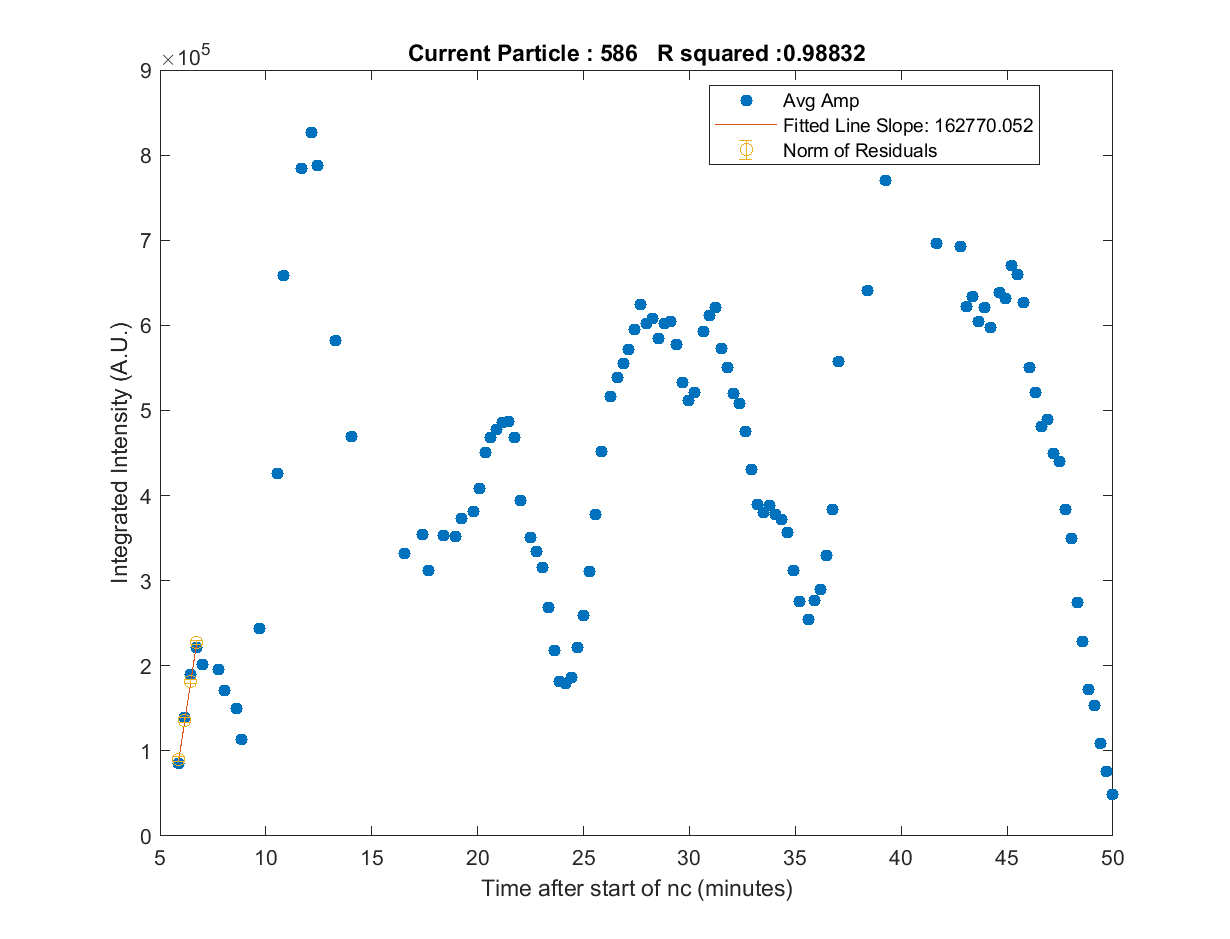 Current Particle : 586   R squared :0.98832
×10^5
9
8
7
6
5
4
3
2
1
0
Integrated Intensity (A.U.)
Avg Amp
Fitted Line Slope: 162770.052
Norm of Residuals
5 10 15 20 25 30 35 40 45 50
Time after start of nc (minutes)